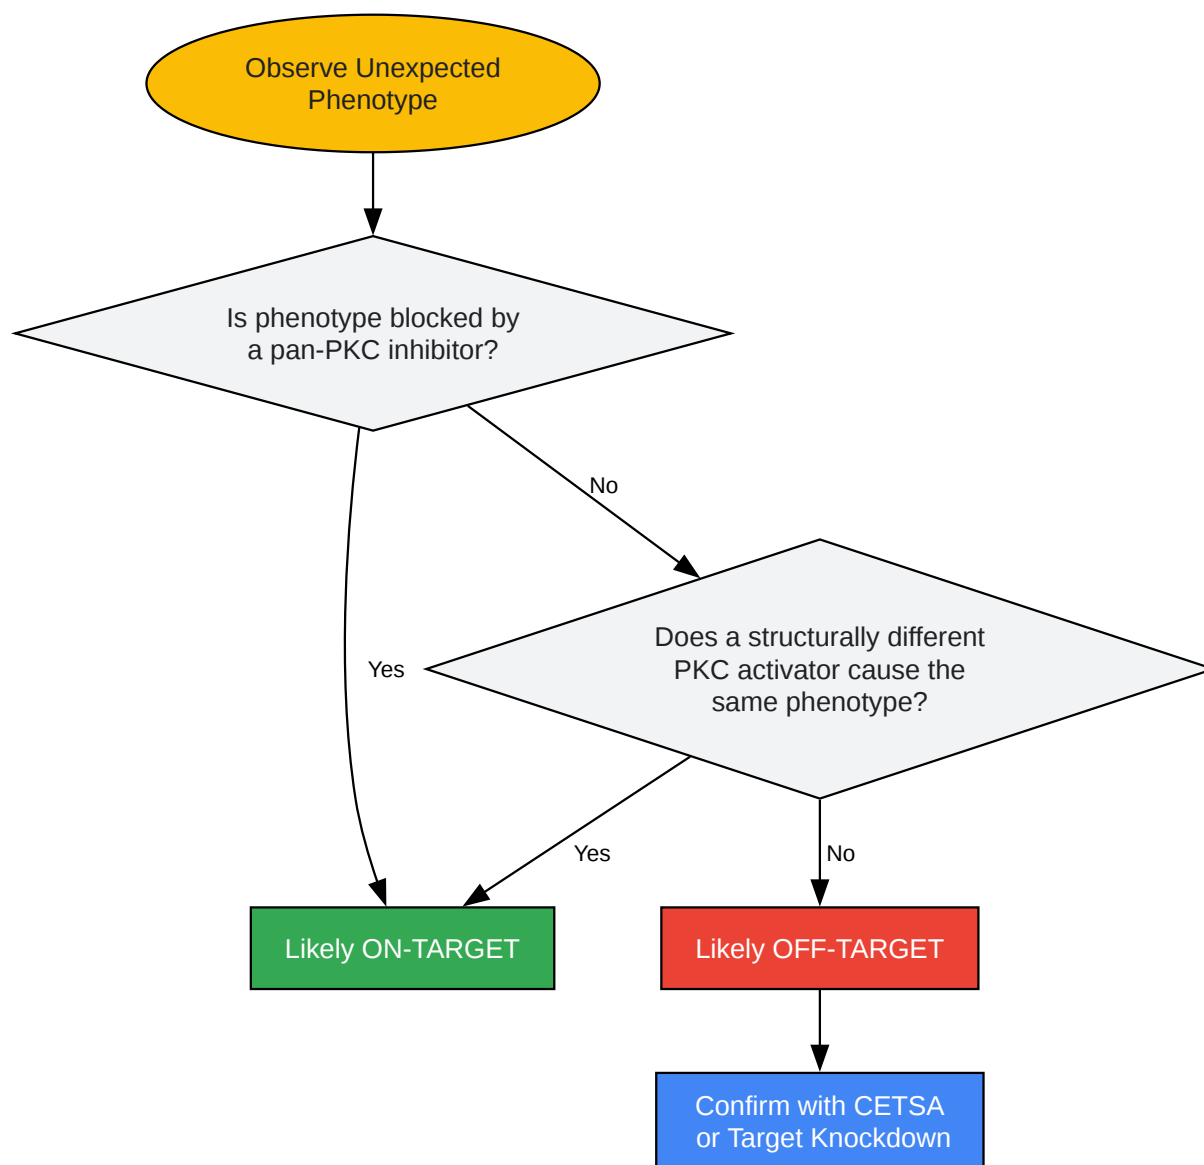 Observe Unexpected
Phenotype
Is phenotype blocked by
a pan-PKC inhibitor?
No
Does a structurally different
PKC activator cause the
same phenotype?
Yes
Yes
No
Likely ON-TARGET
Likely OFF-TARGET
Confirm with CETSA
or Target Knockdown